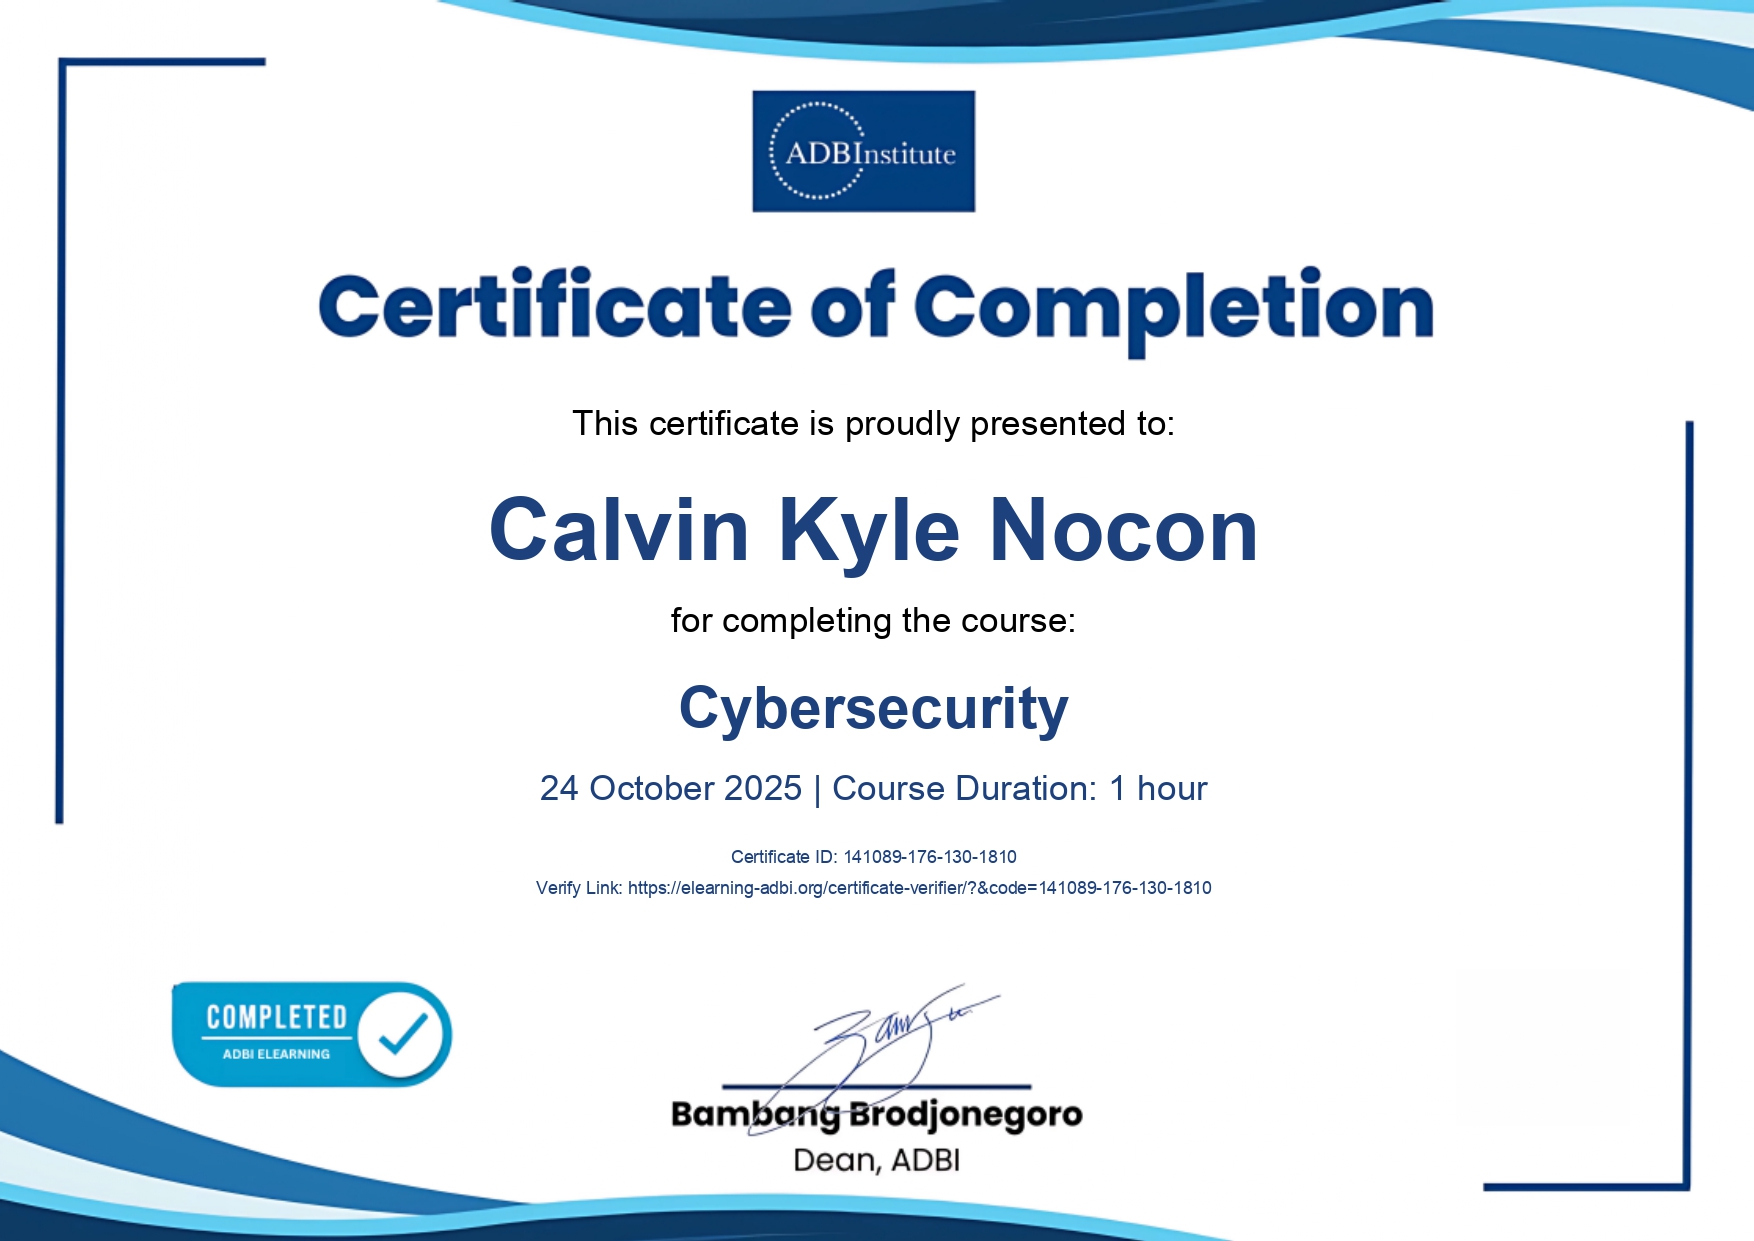 ADBInstitute
Certificate of Completion
This certificate is proudly presented to:
Calvin Kyle Nocon
for completing the course:
Cybersecurity
24 October 2025 | Course Duration: 1 hour
Certificate ID: 141089-176-130-1810
Verify Link: https://elearning-adbi.org/certificate-verifier/?&code=141089-176-130-1810
COMPLETED
ADBI ELEARNING
Bambang Brodjonegoro
Dean, ADBI